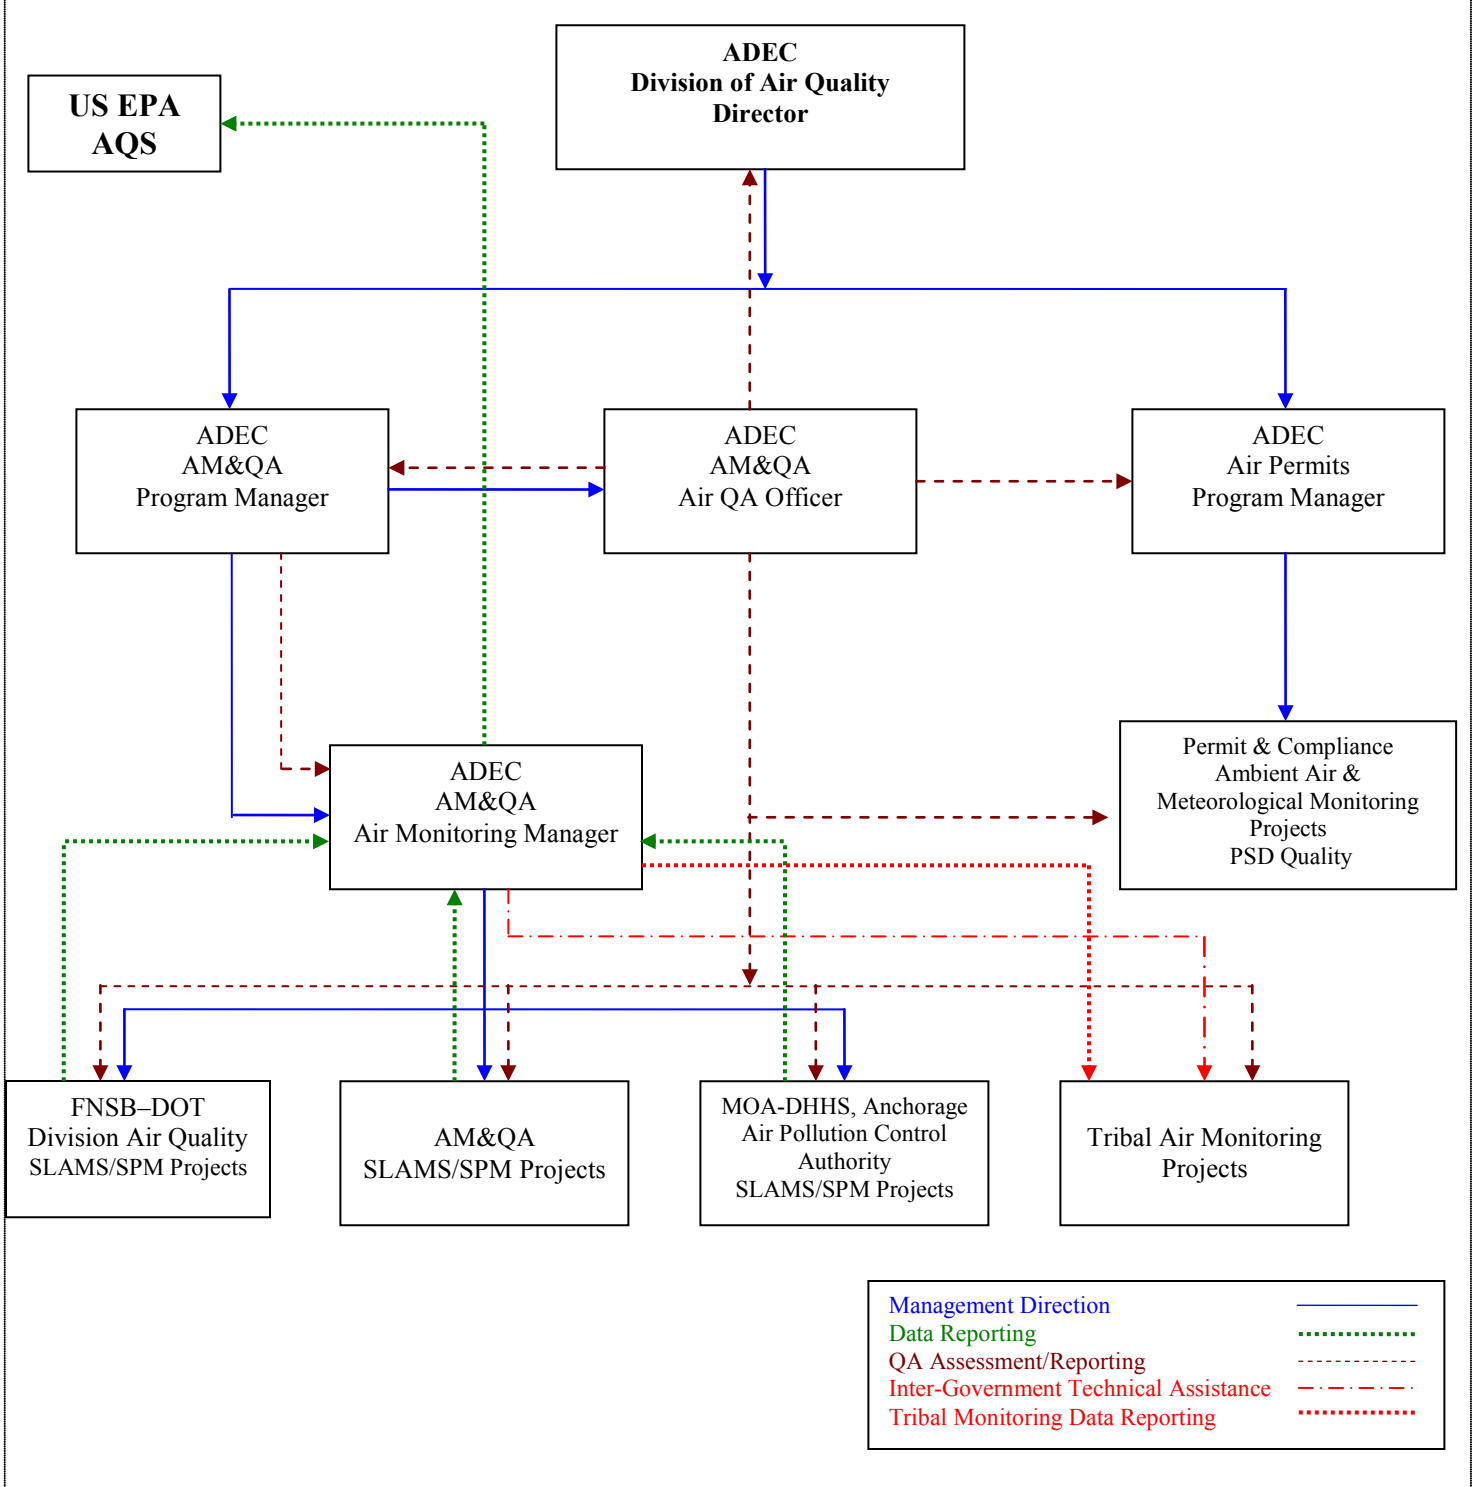 ADEC
Division of Air Quality
Director
US EPA
AQS
ADEC
AM&QA
Program Manager
ADEC
AM&QA
Air QA Officer
ADEC
Air Permits
Program Manager
ADEC
AM&QA
Air Monitoring Manager
Permit & Compliance
Ambient Air &
Meteorological Monitoring
Projects
PSD Quality
FNSB–DOT
Division Air Quality
SLAMS/SPM Projects
AM&QA
SLAMS/SPM Projects
MOA-DHHS, Anchorage
Air Pollution Control
Authority
SLAMS/SPM Projects
Tribal Air Monitoring
Projects
Management Direction
Data Reporting
QA Assessment/Reporting
Inter-Government Technical Assistance
Tribal Monitoring Data Reporting